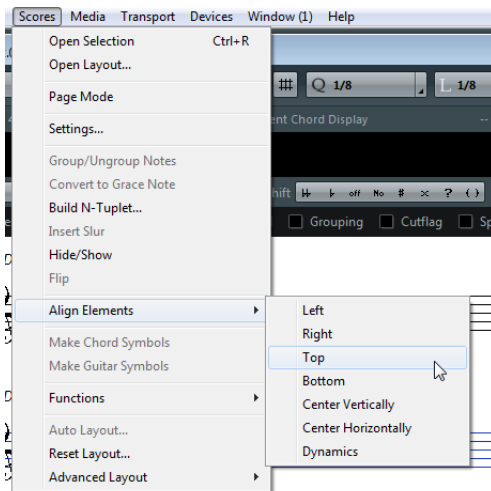 Scores Media Transport Devices Window (1) Help
Open Selection Ctrl+R
Open Layout...
Page Mode
Q 1/8 L 1/8
Settings...
ent Chord Display --
Group/Ungroup Notes
Convert to Grace Note
hift off No # × ? ( )
Build N-Tuplet...
Insert Slur
Grouping Cutflag Sp
Hide/Show
Flip
Align Elements
Left
Right
Make Chord Symbols
Top
Make Guitar Symbols
Bottom
Functions
Center Vertically
Auto Layout...
Center Horizontally
Reset Layout...
Dynamics
Advanced Layout